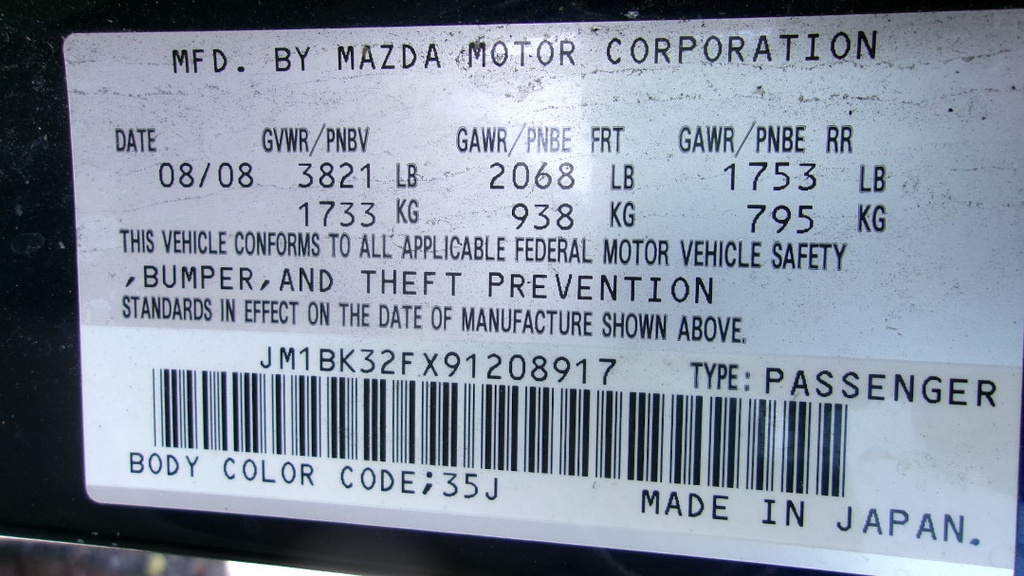 MFD. BY MAZDA MOTOR CORPORATION
DATE GVWR/PNBV GAWR/PNBE FRT GAWR/PNBE RR
08/08 3821 LB 2068 LB 1753 LB
1733 KG 938 KG 795 KG
THIS VEHICLE CONFORMS TO ALL APPLICABLE FEDERAL MOTOR VEHICLE SAFETY
,BUMPER,AND THEFT PREVENTION
STANDARDS IN EFFECT ON THE DATE OF MANUFACTURE SHOWN ABOVE.
JM1BK32FX91208917 TYPE: PASSENGER
BODY COLOR CODE;35J MADE IN JAPAN.